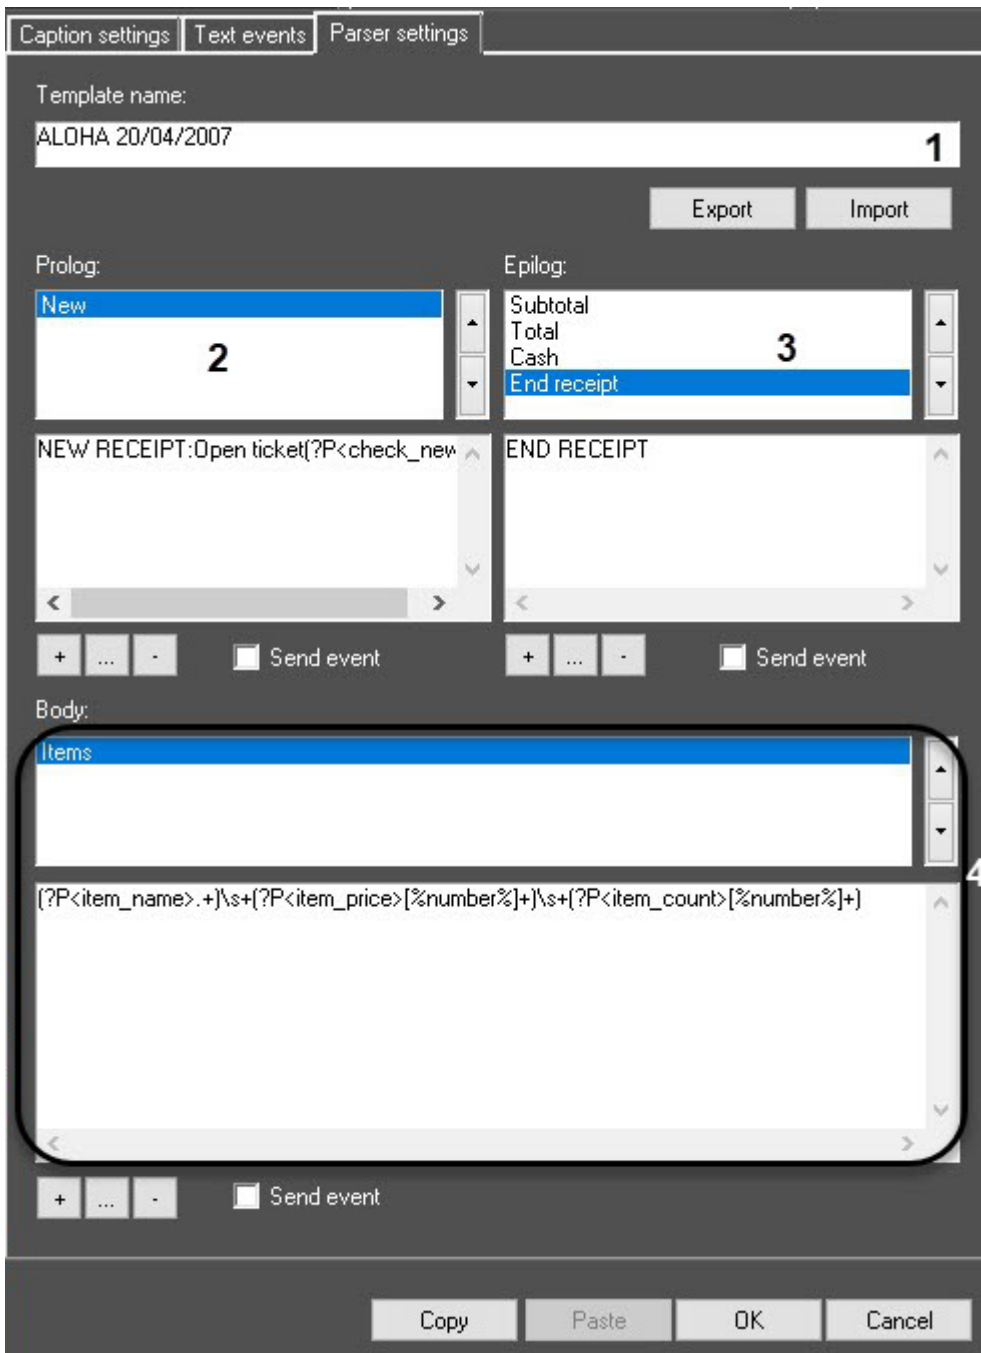 Caption settings Text events Parser settings
Template name:
ALOHA 20/04/2007 1
Export Import
Prolog: Epilog:
New
2
Subtotal
Total
Cash
End receipt
3
NEW RECEIPT:Open ticket(?P<check_new
END RECEIPT
+ ... - Send event
+ ... - Send event
Body:
Items
4
(?P<item_name>.+)\s+(?P<item_price>[%number%]+)\s+(?P<item_count>[%number%]+)
+ ... - Send event
Copy Paste OK Cancel